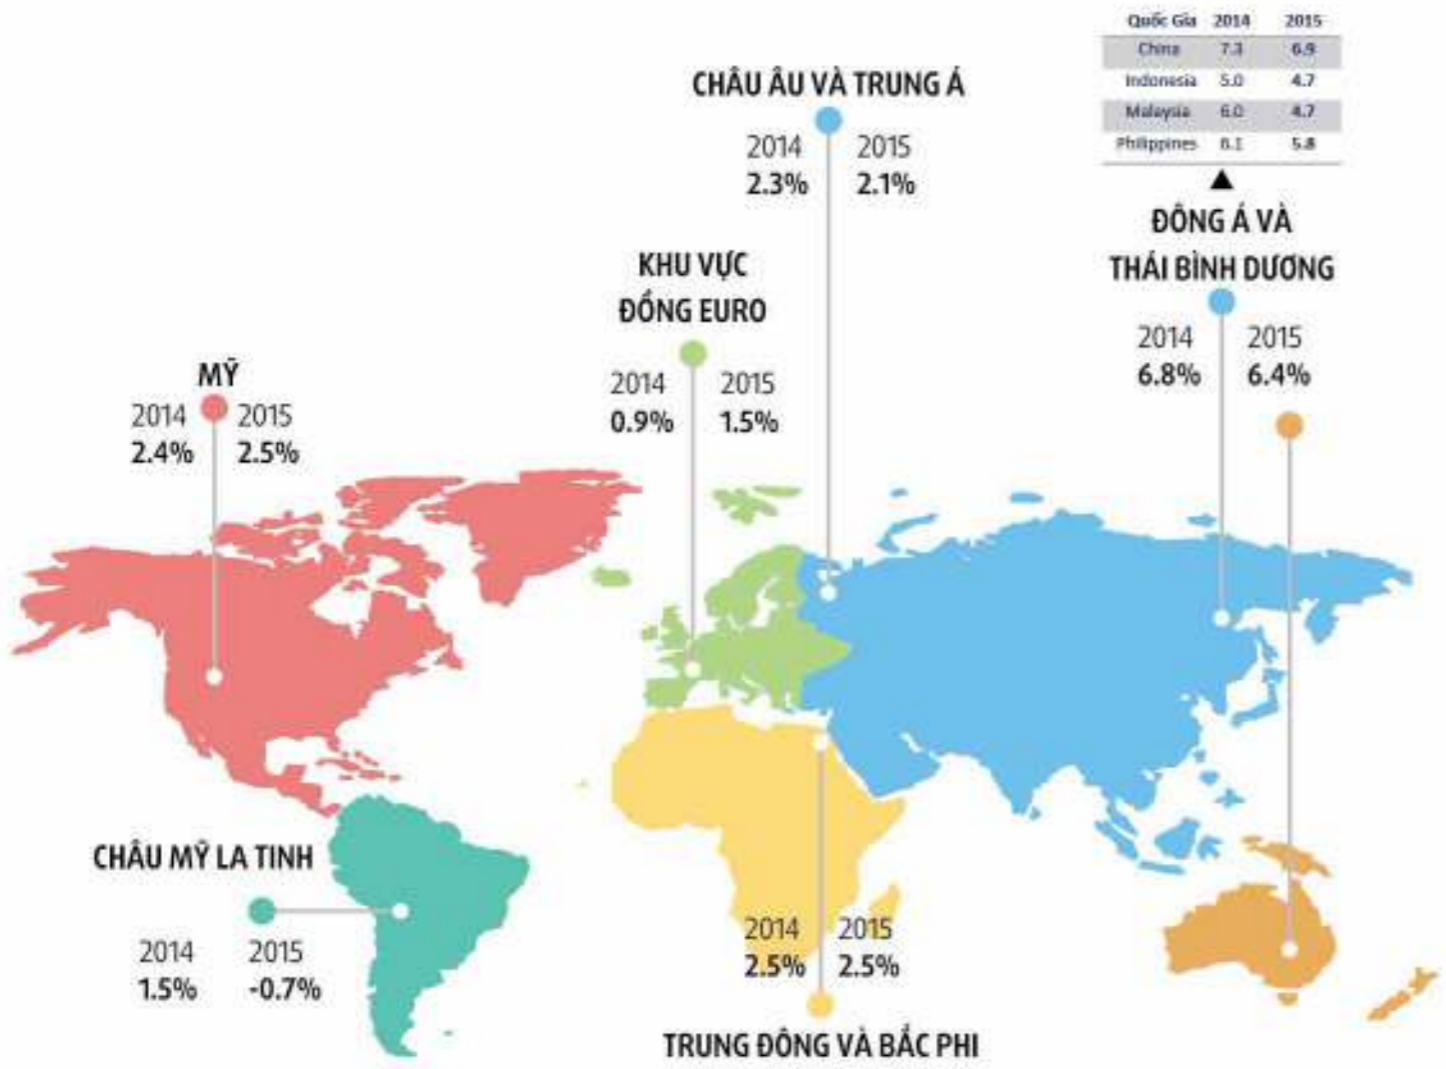 Quốc Gia 2014 2015
China 7.3 6.9
Indonesia 5.0 4.7
Malaysia 6.0 4.7
Philippines 6.1 5.8
CHÂU ÂU VÀ TRUNG Á
2014 2015
2.3% 2.1%
ĐÔNG Á VÀ
THÁI BÌNH DƯƠNG
2014 2015
6.8% 6.4%
KHU VỰC
ĐỒNG EURO
2014 2015
0.9% 1.5%
MỸ
2014 2015
2.4% 2.5%
CHÂU MỸ LA TINH
2014 2015
1.5% -0.7%
2014 2015
2.5% 2.5%
TRUNG ĐÔNG VÀ BẮC PHI